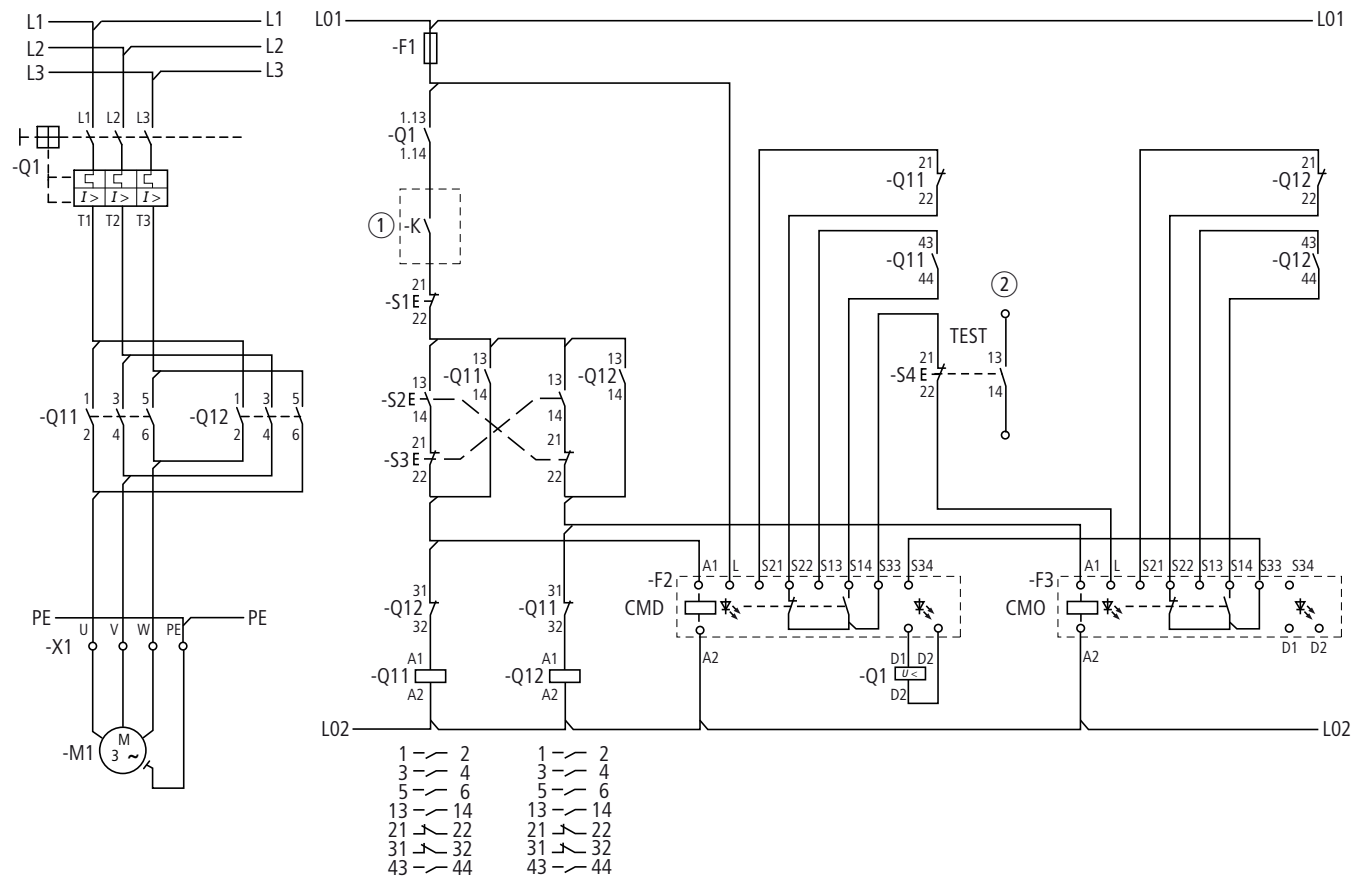 L1 L1
L2 L2
L3 L3
L01 L01
-F1
L1 L2 L3
-Q1
I> I> I>
T1 T2 T3
1.13
-Q1
1.14
1 -K
21
-S1 E
22
21
-Q11
22
21
-Q12
22
43
-Q11
44
43
-Q12
44
2
TEST
21 13
-S4 E
22 14
13 13 13
-Q11 -Q12
14 14
13
-S2 E
14 14
21 21
-S3 E
22 22
1 3 5 1 3 5
-Q11 -Q12
2 4 6 2 4 6
A1 L S21 S22 S13 S14 S33 S34
-F2
CMD
A2
D1 D2
-Q1 U<
D2
A1 L S21 S22 S13 S14 S33 S34
-F3
CMO
A2
D1 D2
31 31
-Q12 -Q11
32 32
A1 A1
-Q11 -Q12
A2 A2
PE PE
U V W PE
-X1
L02 L02
-M1 M
3 ~
1 2 1 2
3 4 3 4
5 6 5 6
13 14 13 14
21 22 21 22
31 32 31 32
43 44 43 44